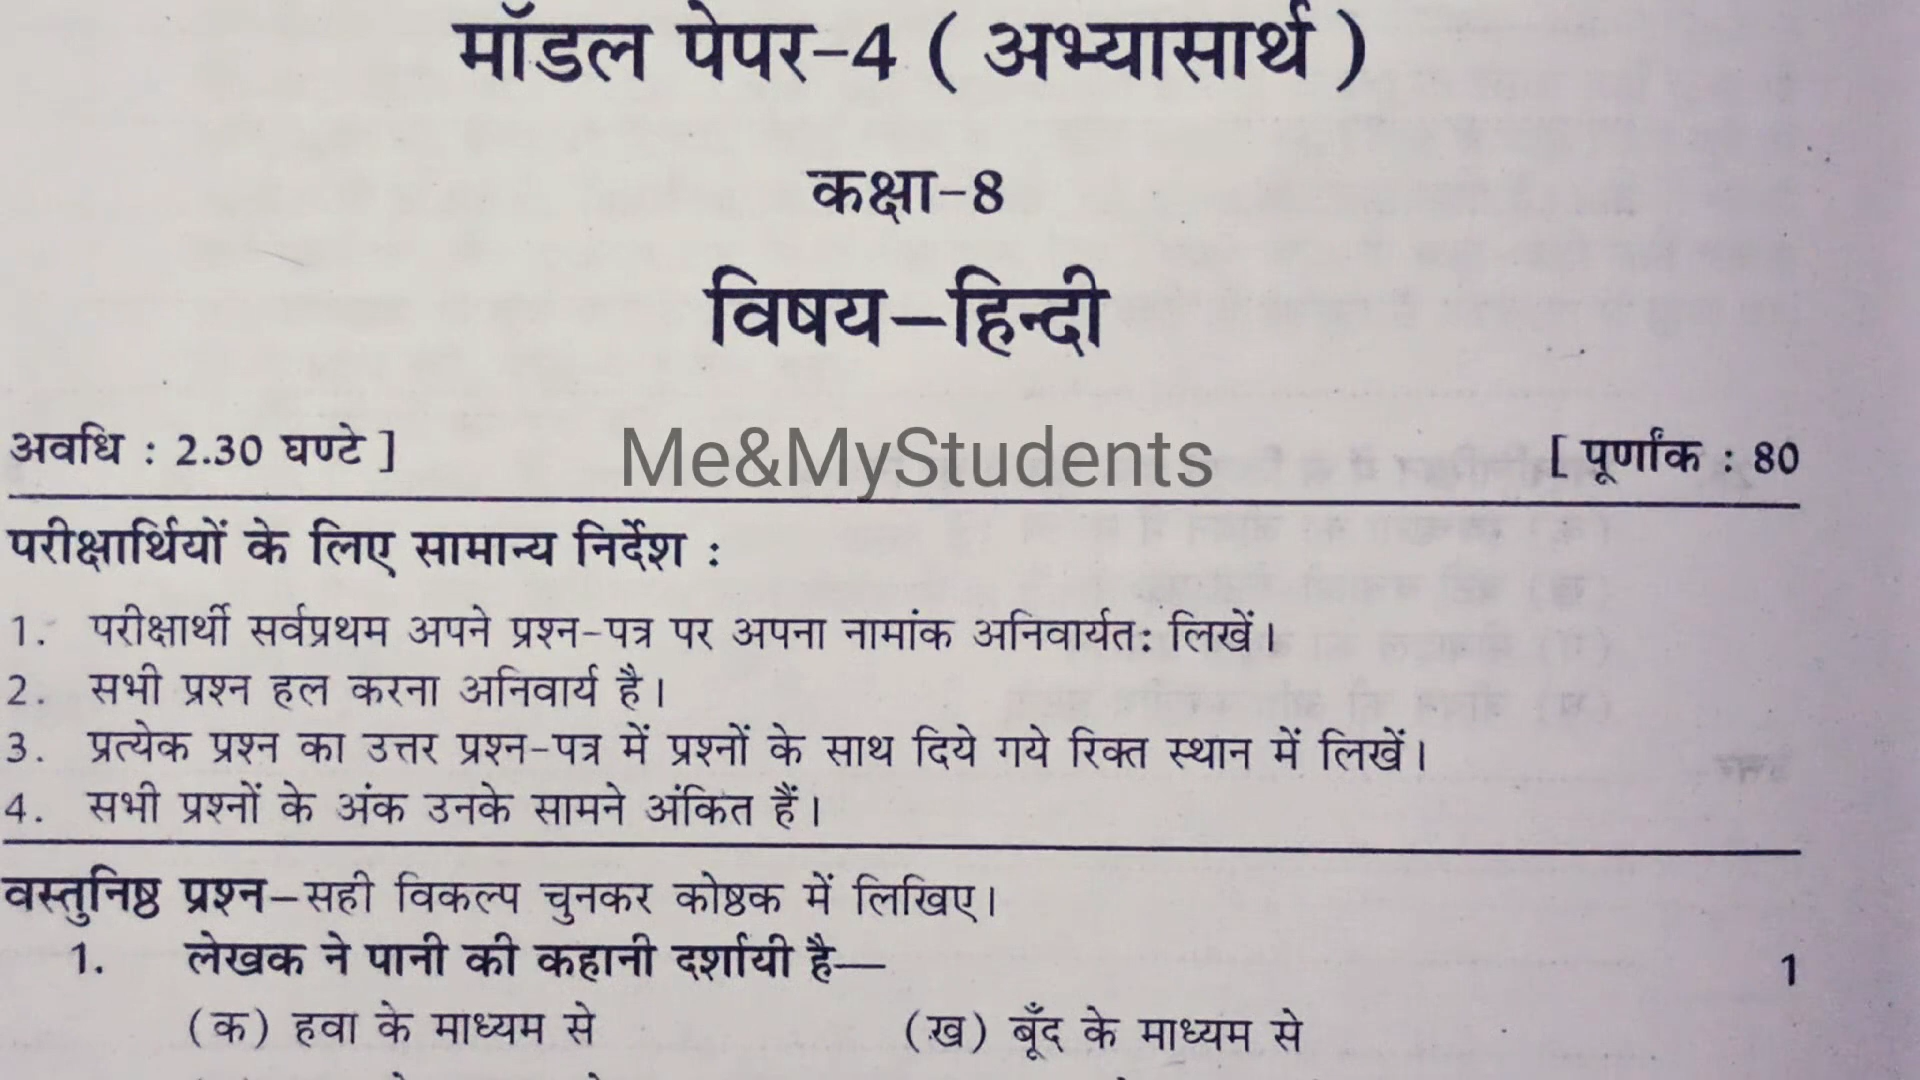 मॉडल पेपर-4 ( अभ्यासार्थ )
कक्षा-8
विषय–हिन्दी
अवधि : 2.30 घण्टे ]
Me&MyStudents
[ पूर्णांक : 80
परीक्षार्थियों के लिए सामान्य निर्देश :
1. परीक्षार्थी सर्वप्रथम अपने प्रश्न-पत्र पर अपना नामांक अनिवार्यतः लिखें।
2. सभी प्रश्न हल करना अनिवार्य है।
3. प्रत्येक प्रश्न का उत्तर प्रश्न-पत्र में प्रश्नों के साथ दिये गये रिक्त स्थान में लिखें।
4. सभी प्रश्नों के अंक उनके सामने अंकित हैं।
वस्तुनिष्ठ प्रश्न–सही विकल्प चुनकर कोष्ठक में लिखिए।
1. लेखक ने पानी की कहानी दर्शायी है— 1
(क) हवा के माध्यम से (ख) बूँद के माध्यम से